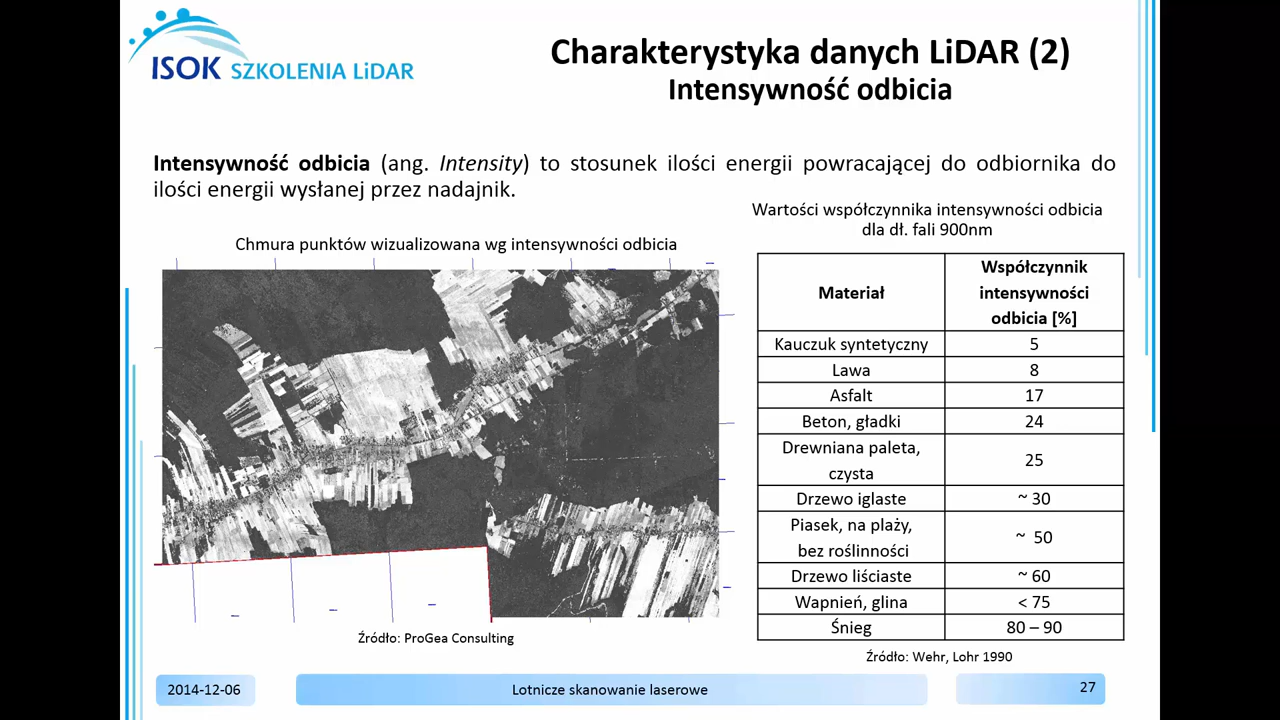 ISOK SZKOLENIA LiDAR
Charakterystyka danych LiDAR (2)
Intensywność odbicia
Intensywność odbicia (ang. Intensity) to stosunek ilości energii powracającej do odbiornika do
ilości energii wysłanej przez nadajnik.
Chmura punktów wizualizowana wg intensywności odbicia
Źródło: ProGea Consulting
Wartości współczynnika intensywności odbicia
dla dł. fali 900nm
Materiał
Współczynnik
intensywności
odbicia [%]
Kauczuk syntetyczny 5
Lawa 8
Asfalt 17
Beton, gładki 24
Drewniana paleta,
czysta
25
Drzewo iglaste ~ 30
Piasek, na plaży,
bez roślinności
~ 50
Drzewo liściaste ~ 60
Wapnień, glina < 75
Śnieg 80 – 90
Źródło: Wehr, Lohr 1990
2014-12-06
Lotnicze skanowanie laserowe
27